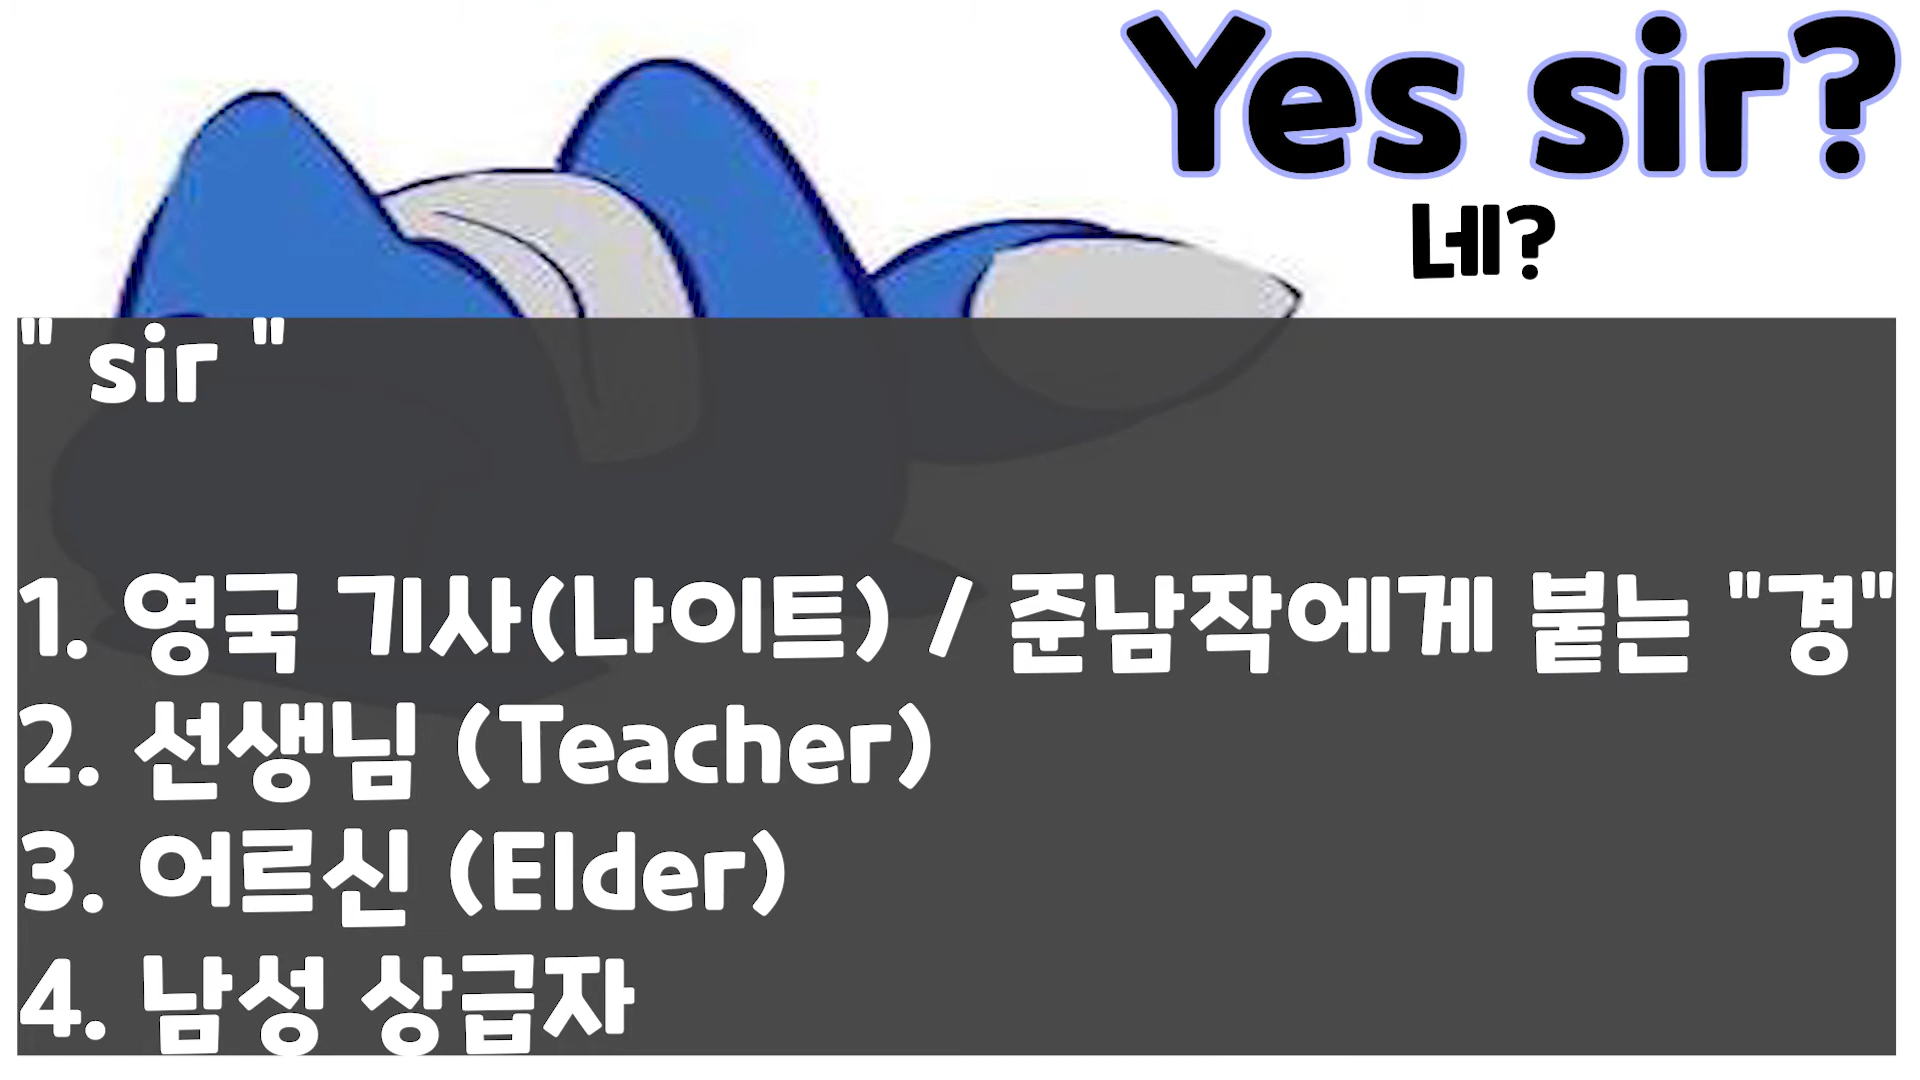 Yes sir?
네?
" sir "
1. 영국 기사(나이트) / 준남작에게 붙는 "경"
2. 선생님 (Teacher)
3. 어르신 (Elder)
4. 남성 상급자